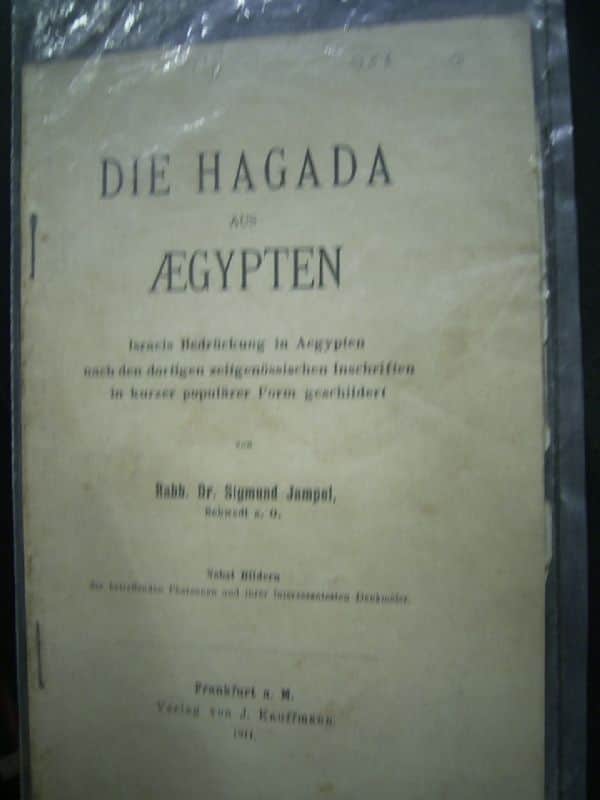 DIE HAGADA
AUS
ÆGYPTEN
Israels Bedrückung in Aegypten
nach den dortigen zeitgenössischen Inschriften
in kurzer populärer Form geschildert
von
Rabb. Dr. Sigmund Jampel,
Schwedt a. O.
Nebst Bildern
der betreffenden Pharaonen und ihrer interessantesten Denkmäler.
Frankfurt a. M.
Verlag von J. Kauffmann
1911.